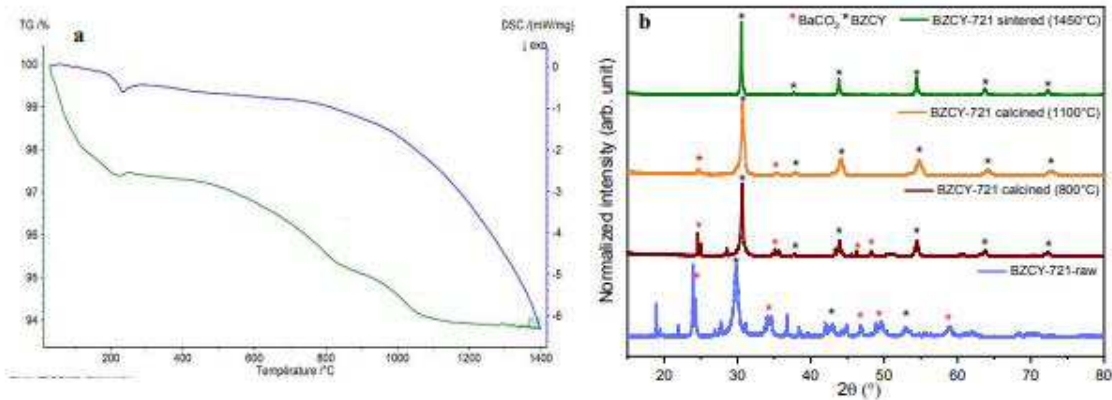 TG /%
a
DSC /(mW/mg)
↓ exo
100
99
98
97
96
95
94
0
-1
-2
-3
-4
-5
-6
200
400
600
800
1000
1200
1400
Température /°C
b
* BaCO₂ * BZCY
BZCY-721 sintered (1450°C)
BZCY-721 calcined (1100°C)
BZCY-721 calcined (800°C)
BZCY-721-raw
Normalized intensity (arb. unit)
20
30
40
50
60
70
80
2θ (°)